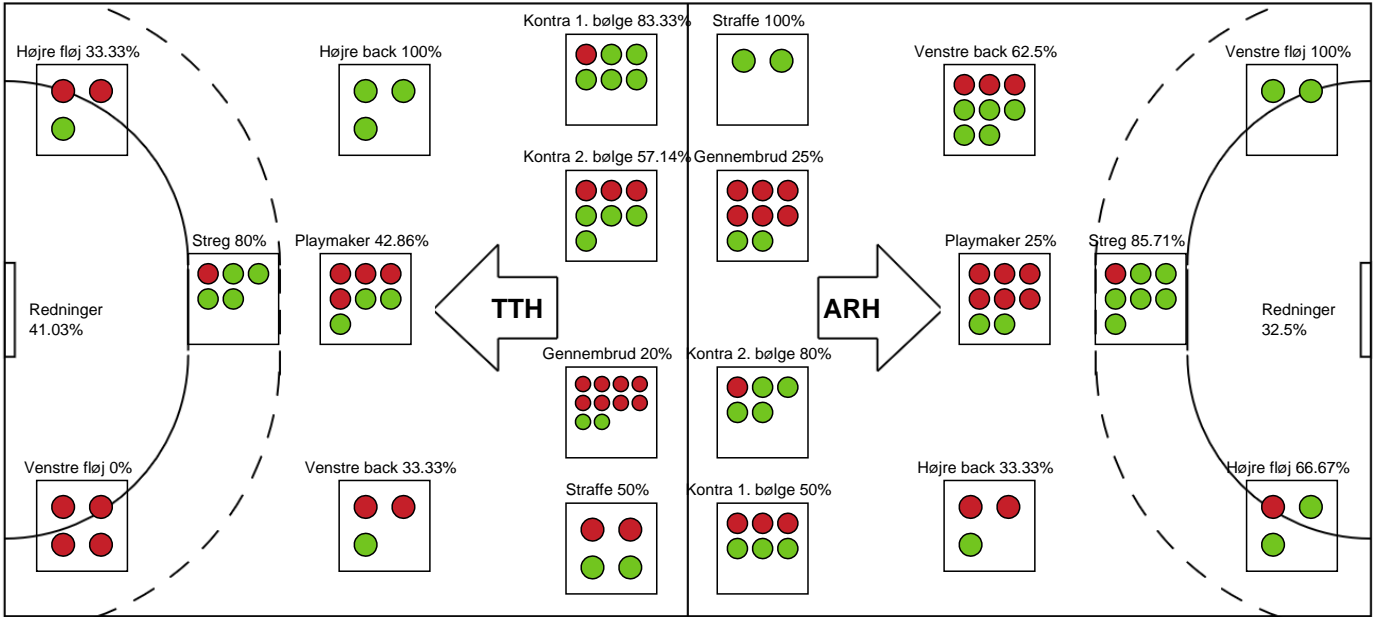 Kontra 1. bølge 83.33%
Straffe 100%
Højre fløj 33.33%
Højre back 100%
Venstre back 62.5%
Venstre fløj 100%
Kontra 2. bølge 57.14%
Gennembrud 25%
Streg 80%
Playmaker 42.86%
Playmaker 25%
Streg 85.71%
Redninger
41.03%
TTH
ARH
Redninger
32.5%
Gennembrud 20%
Kontra 2. bølge 80%
Venstre fløj 0%
Venstre back 33.33%
Højre back 33.33%
Højre fløj 66.67%
Straffe 50%
Kontra 1. bølge 50%